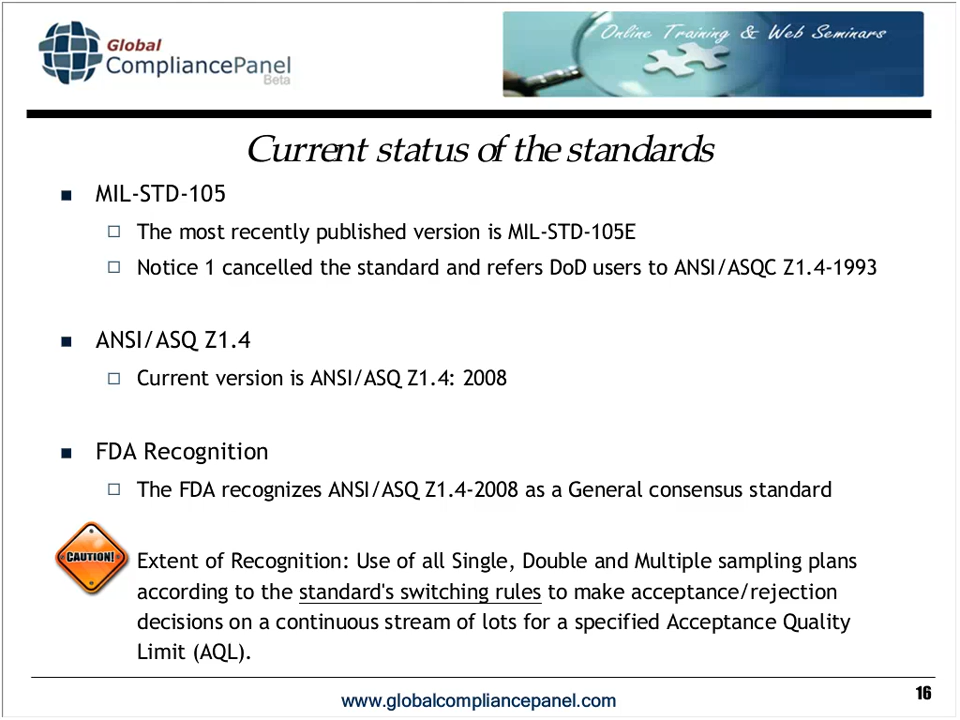 Global
CompliancePanel
Beta
Online Training & Web Seminars
Current status of the standards
MIL-STD-105
The most recently published version is MIL-STD-105E
Notice 1 cancelled the standard and refers DoD users to ANSI/ASQC Z1.4-1993
ANSI/ASQ Z1.4
Current version is ANSI/ASQ Z1.4: 2008
FDA Recognition
The FDA recognizes ANSI/ASQ Z1.4-2008 as a General consensus standard
CAUTION!
Extent of Recognition: Use of all Single, Double and Multiple sampling plans
according to the standard's switching rules to make acceptance/rejection
decisions on a continuous stream of lots for a specified Acceptance Quality
Limit (AQL).
www.globalcompliancepanel.com
16